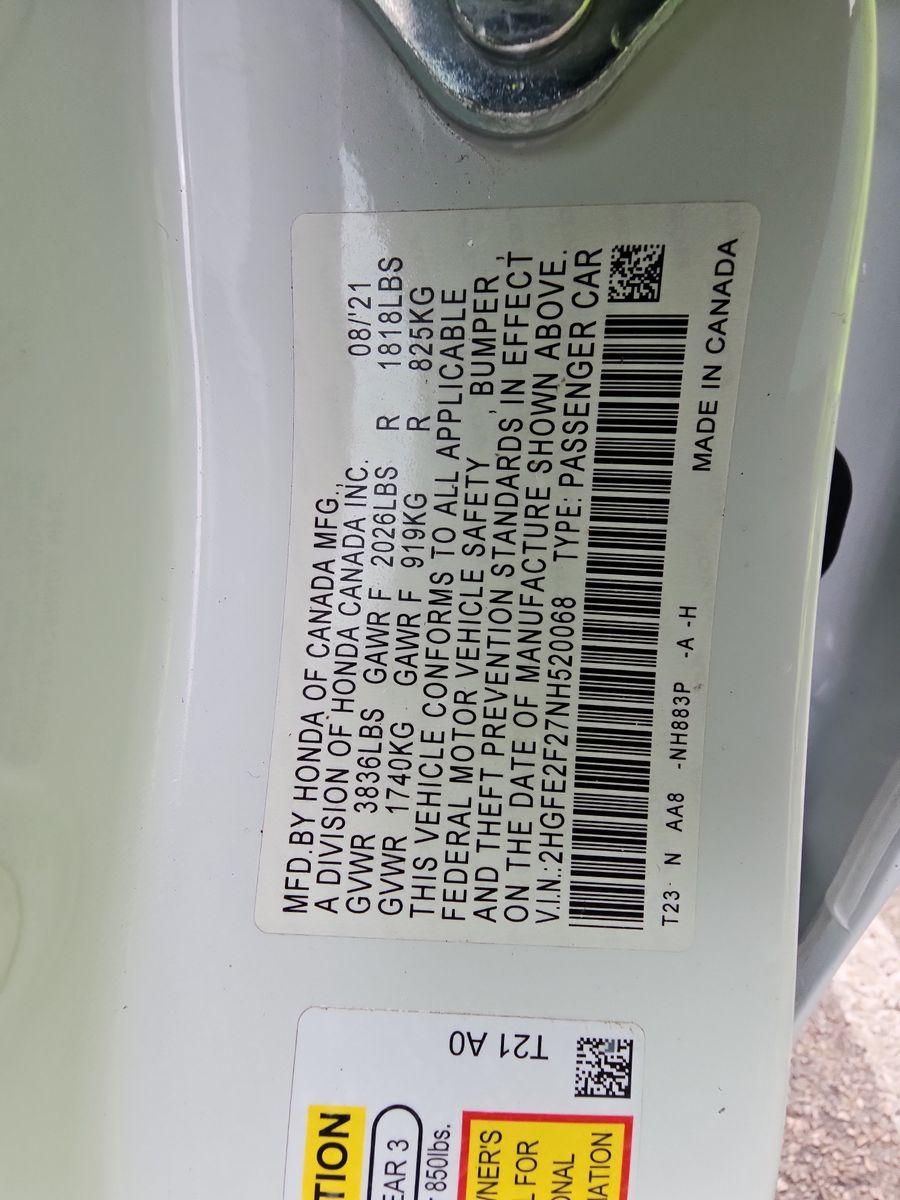 MFD.BY HONDA OF CANADA MFG.,
A DIVISION OF HONDA CANADA INC. 08/'21
GVWR 3836LBS GAWR F 2026LBS R 1818LBS
GVWR 1740KG GAWR F 919KG R 825KG
THIS VEHICLE CONFORMS TO ALL APPLICABLE
FEDERAL MOTOR VEHICLE SAFETY, BUMPER,
AND THEFT PREVENTION STANDARDS IN EFFECT
ON THE DATE OF MANUFACTURE SHOWN ABOVE.
V.I.N.:2HGFE2F27NH520068 TYPE: PASSENGER CAR
T23 N AA8 -NH883P -A -H
MADE IN CANADA
T21 A0
TION
EAR 3
850lbs.
NER'S
L FOR
ONAL
MATION